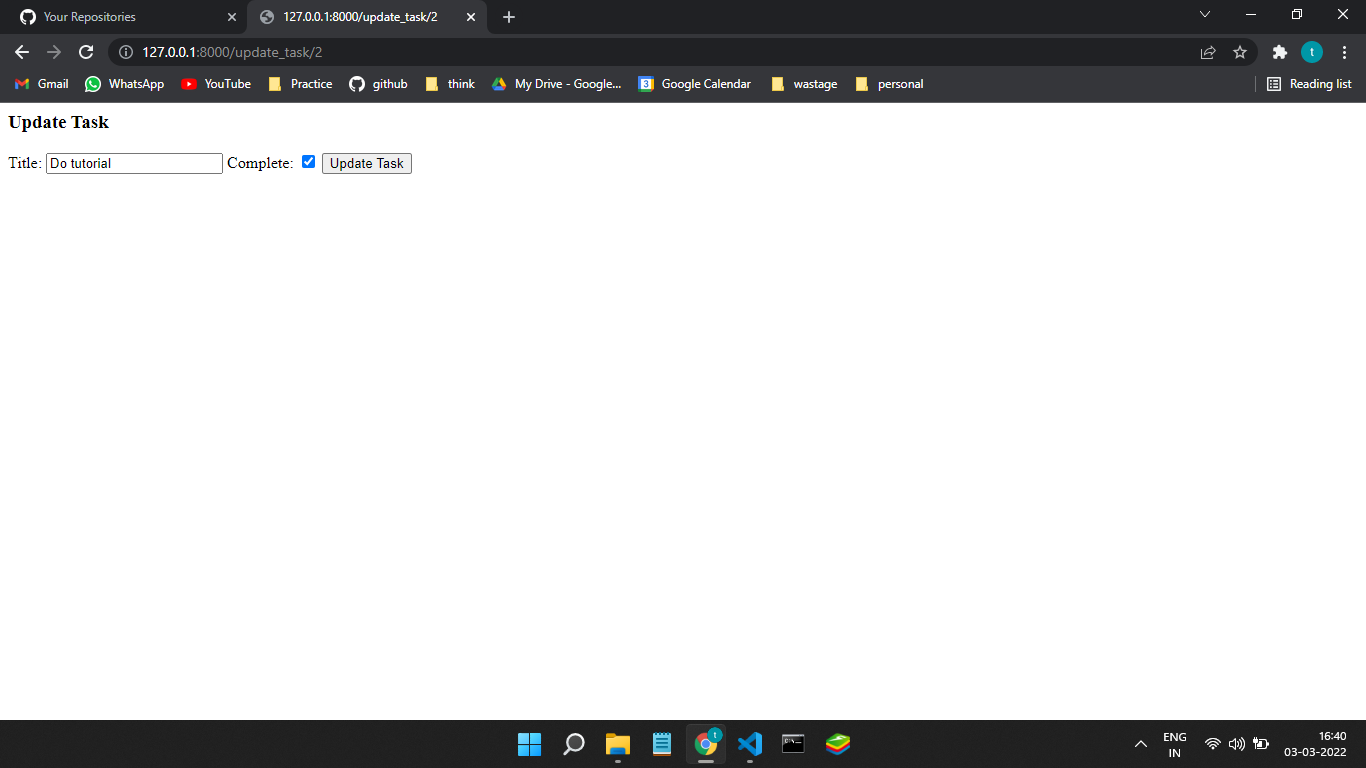 Your Repositories
127.0.0.1:8000/update_task/2
127.0.0.1:8000/update_task/2
t
Gmail WhatsApp YouTube Practice github think My Drive - Google... 3 Google Calendar wastage personal Reading list
Update Task
Title: Do tutorial Complete: Update Task
t
ENG
IN
16:40
03-03-2022